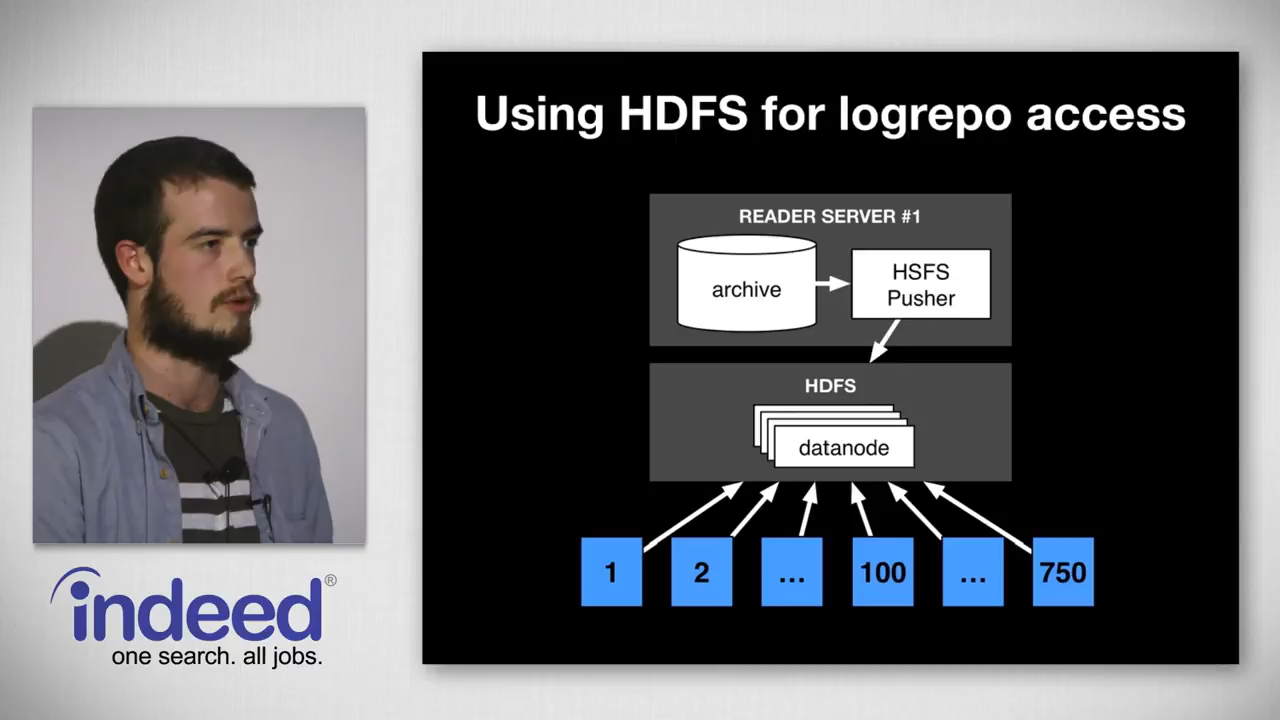 Using HDFS for logrepo access
READER SERVER #1
archive
HSFS
Pusher
HDFS
datanode
1
2
...
100
...
750
indeed®
one search. all jobs.